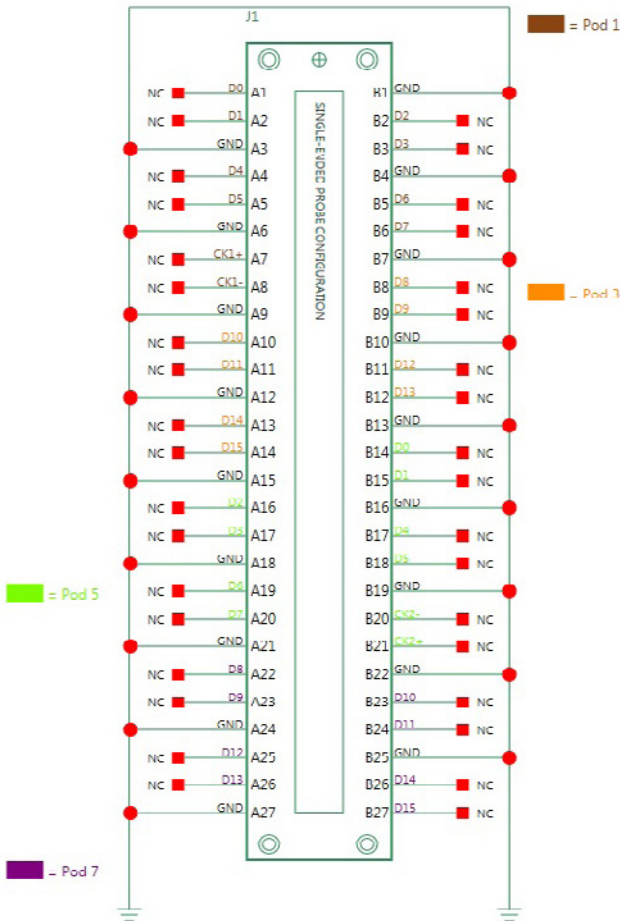 J1
= Pod 1
NC D0 A1 B1 GND
NC D1 A2 B2 D2 NC
GND A3 B3 D3 NC
NC D4 A4 B4 GND
NC D5 A5 B5 D6 NC
GND A6 B6 D7 NC
NC CK1+ A7 B7 GND
NC CK1- A8 B8 D8 NC
= Pod 3
GND A9 B9 D9 NC
NC D10 A10 B10 GND
NC D11 A11 B11 D12 NC
GND A12 B12 D13 NC
NC D14 A13 B13 GND
NC D15 A14 B14 D0 NC
GND A15 B15 D1 NC
NC D2 A16 B16 GND
NC D3 A17 B17 D4 NC
GND A18 B18 D5 NC
NC D6 A19 B19 GND
= Pod 5
NC D7 A20 B20 CK2- NC
GND A21 B21 CK2+ NC
NC D8 A22 B22 GND
NC D9 A23 B23 D10 NC
GND A24 B24 D11 NC
NC D12 A25 B25 GND
NC D13 A26 B26 D14 NC
GND A27 B27 D15 NC
= Pod 7
SINGLE-ENDED PROBE CONFIGURATION